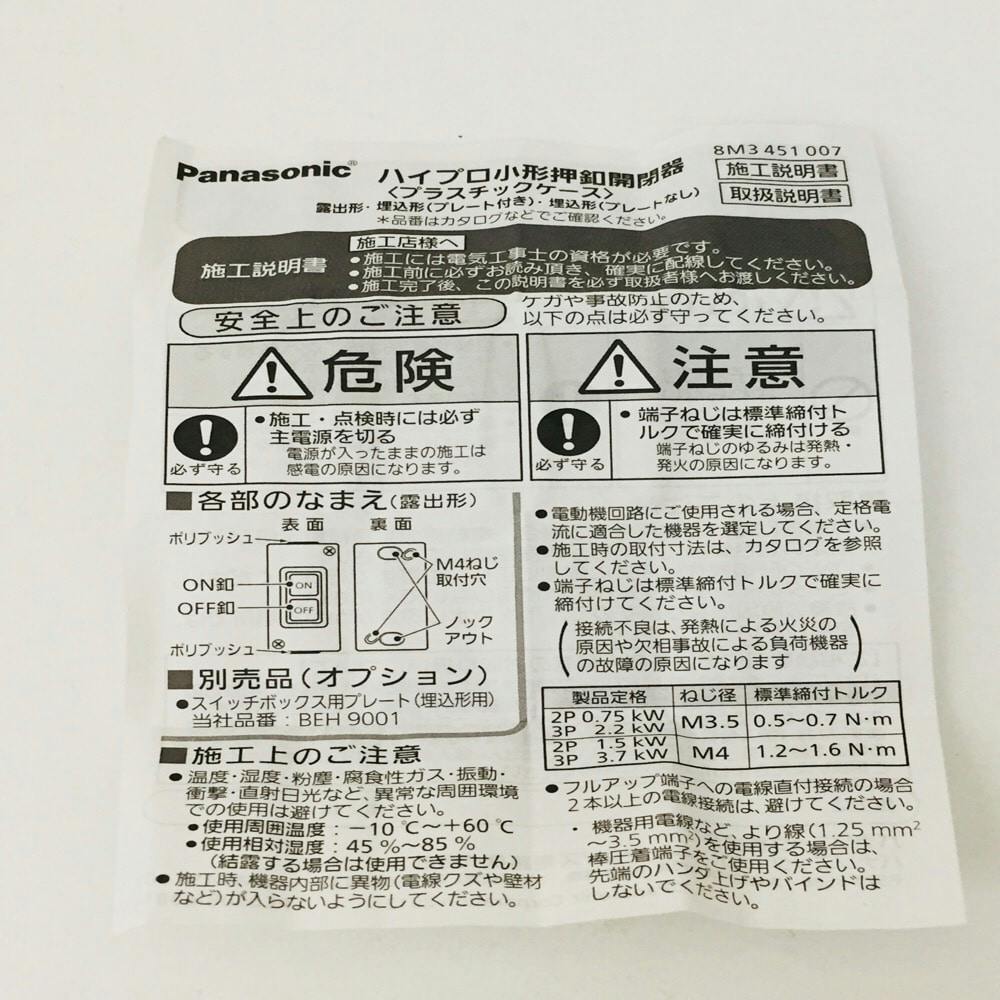 8M3 451 007
Panasonic® ハイプロ小形押釦開閉器
〈プラスチックケース〉
露出形・埋込形(プレート付き)・埋込形(プレートなし)
＊品番はカタログなどでご確認ください。
施工説明書
取扱説明書
施工説明書
施工店様へ
●施工には電気工事士の資格が必要です。
●施工前に必ずお読み頂き、確実に配線してください。
●施工完了後、この説明書を必ず取扱者様へお渡しください。
安全上のご注意
ケガや事故防止のため、
以下の点は必ず守ってください。
危険
必ず守る
●施工・点検時には必ず
主電源を切る
電源が入ったままの施工は
感電の原因になります。
注意
必ず守る
●端子ねじは標準締付ト
ルクで確実に締付ける
端子ねじのゆるみは発熱・
発火の原因になります。
■各部のなまえ(露出形)
表面 裏面
ポリブッシュ
ON釦
ON
OFF釦
OFF
ポリブッシュ
M4ねじ
取付穴
ノック
アウト
■別売品(オプション)
●スイッチボックス用プレート(埋込形用)
当社品番：BEH 9001
■施工上のご注意
●温度・湿度・粉塵・腐食性ガス・振動・
衝撃・直射日光など、異常な周囲環境
での使用は避けてください。
●使用周囲温度：－10 ℃～＋60 ℃
●使用相対湿度：45 %～85 %
(結露する場合は使用できません)
●施工時、機器内部に異物(電線クズや壁材
など)が入らないようにしてください。
●電動機回路にご使用される場合、定格電
流に適合した機器を選定してください。
●施工時の取付寸法は、カタログを参照
してください。
●端子ねじは標準締付トルクで確実に
締付けてください。
(接続不良は、発熱による火災の
原因や欠相事故による負荷機器
の故障の原因になります)
製品定格 ねじ径 標準締付トルク
2P 0.75 kW
3P 2.2 kW
M3.5 0.5～0.7 N・m
2P 1.5 kW
3P 3.7 kW
M4 1.2～1.6 N・m
●フルアップ端子への電線直付接続の場合
2本以上の電線接続は、避けてください。
・機器用電線など、より線(1.25 mm²
～3.5 mm²)を使用する場合は、
棒圧着端子をご使用ください。
先端のハンダ上げやバインドは
しないでください。